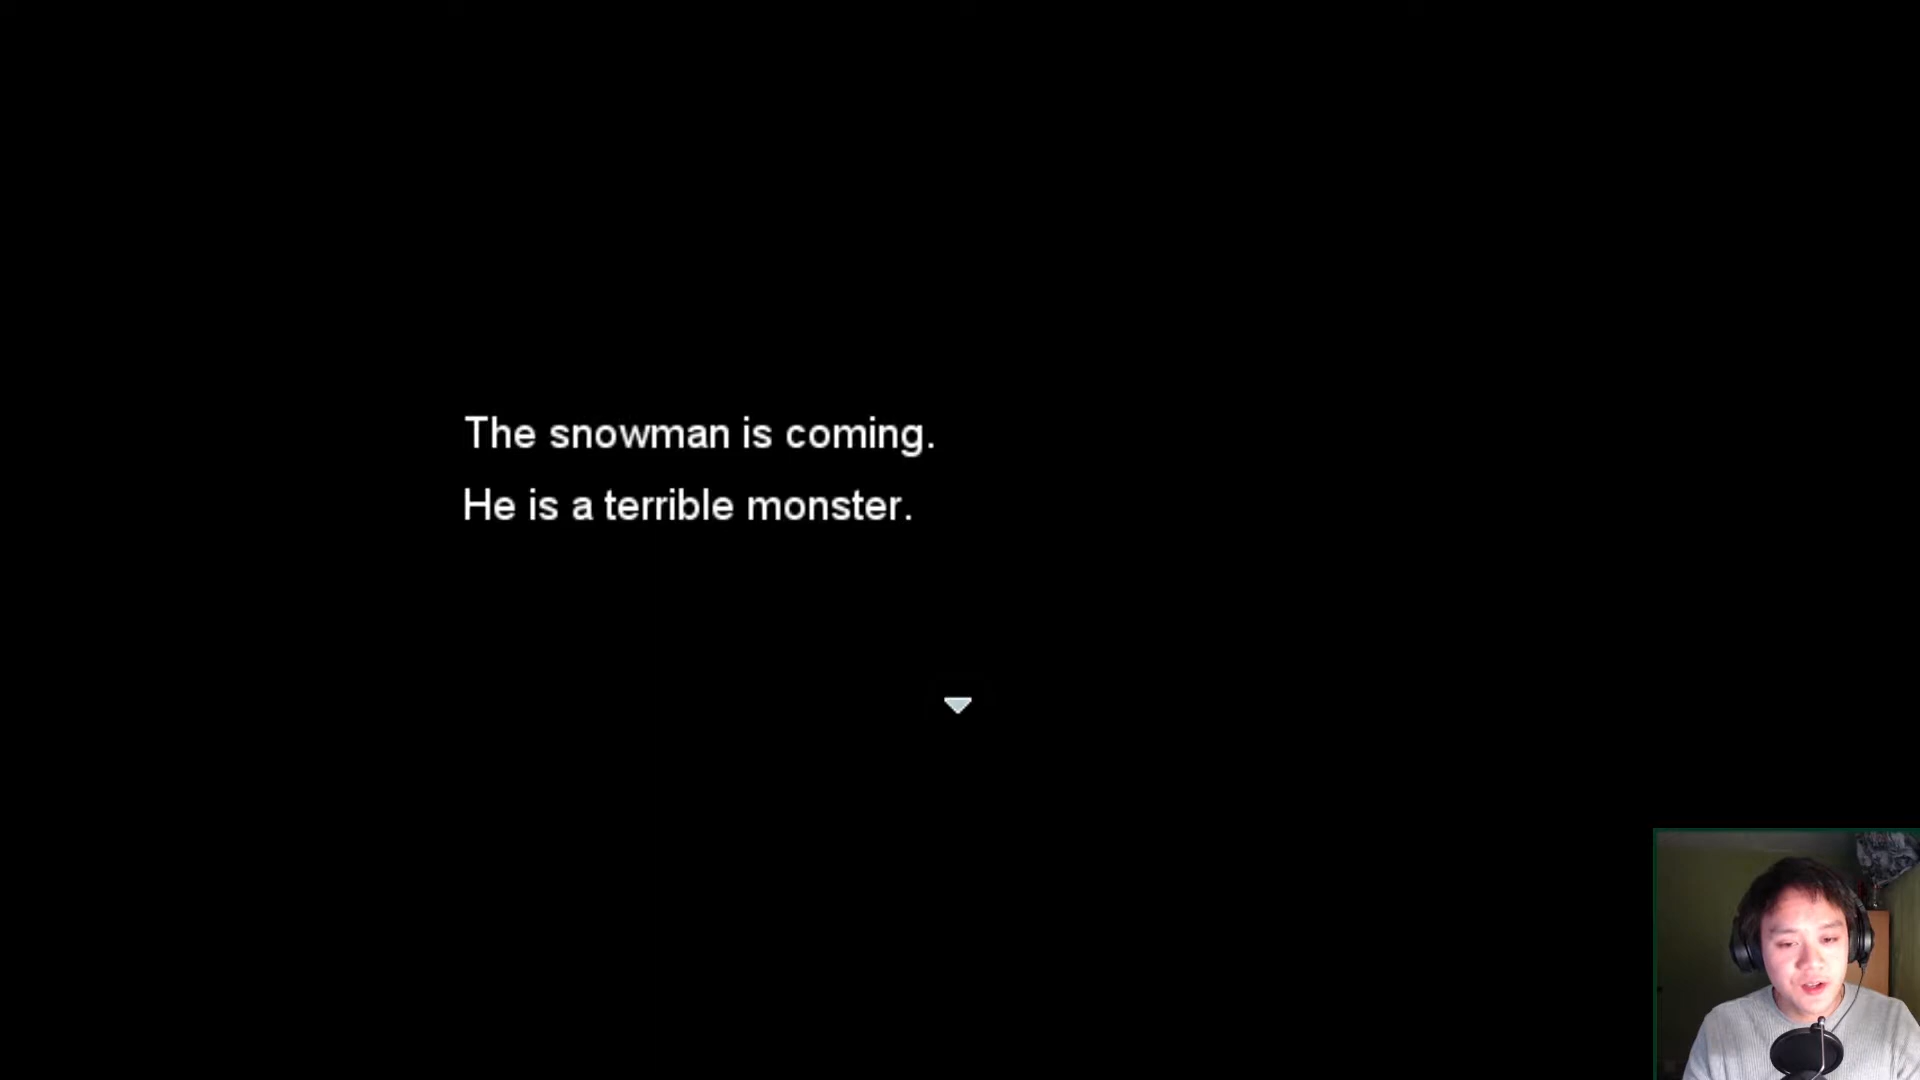 The snowman is coming.
He is a terrible monster.